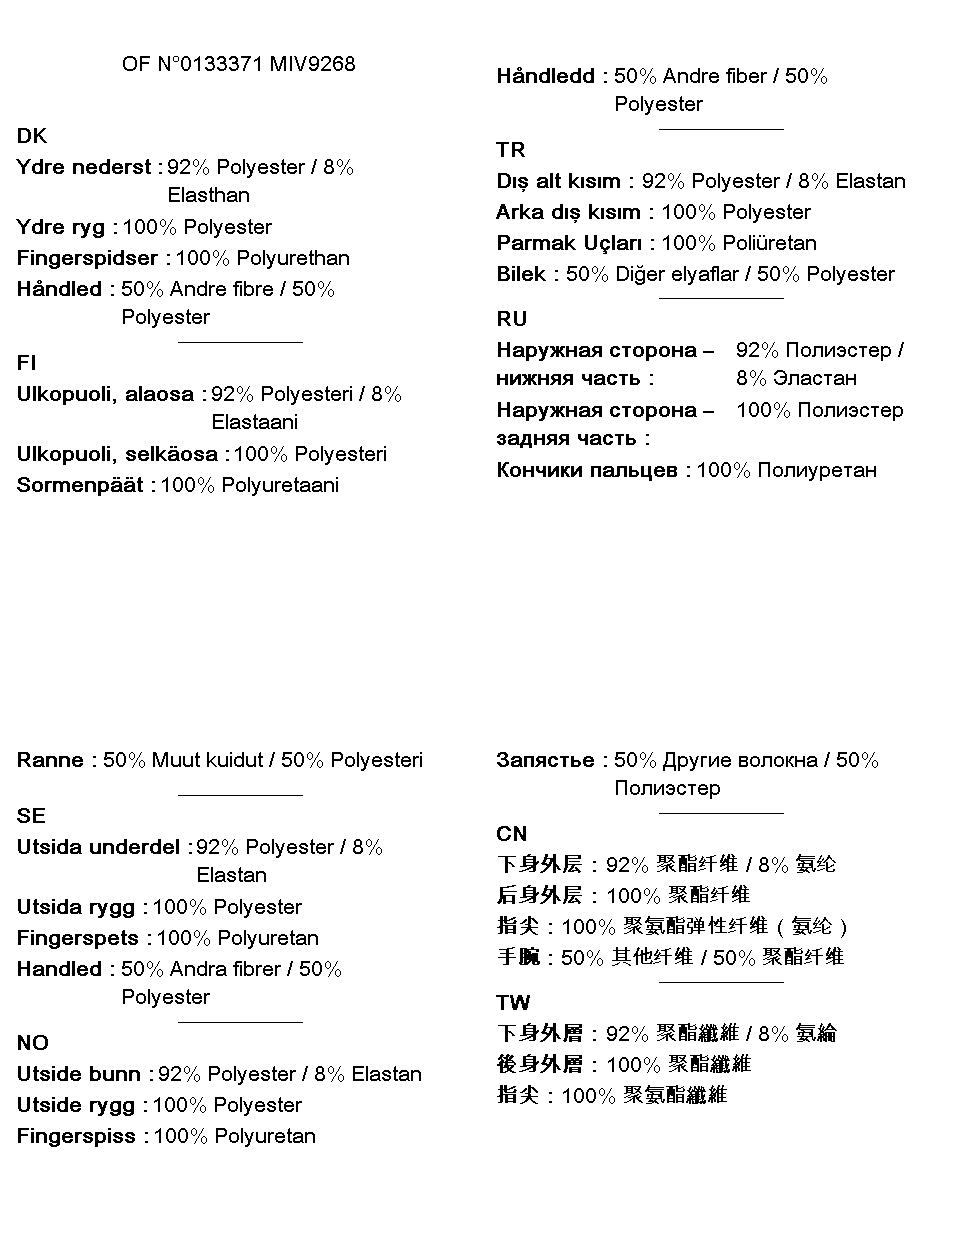 OF N°0133371 MIV9268
DK
Ydre nederst : 92% Polyester / 8%
Elasthan
Ydre ryg : 100% Polyester
Fingerspidser : 100% Polyurethan
Håndled : 50% Andre fibre / 50%
Polyester
FI
Ulkopuoli, alaosa : 92% Polyesteri / 8%
Elastaani
Ulkopuoli, selkäosa : 100% Polyesteri
Sormenpäät : 100% Polyuretaani
Ranne : 50% Muut kuidut / 50% Polyesteri
SE
Utsida underdel : 92% Polyester / 8%
Elastan
Utsida rygg : 100% Polyester
Fingerspets : 100% Polyuretan
Handled : 50% Andra fibrer / 50%
Polyester
NO
Utside bunn : 92% Polyester / 8% Elastan
Utside rygg : 100% Polyester
Fingerspiss : 100% Polyuretan
Håndledd : 50% Andre fiber / 50%
Polyester
TR
Dış alt kısım : 92% Polyester / 8% Elastan
Arka dış kısım : 100% Polyester
Parmak Uçları : 100% Poliüretan
Bilek : 50% Diğer elyaflar / 50% Polyester
RU
Наружная сторона – 92% Полиэстер /
нижняя часть : 8% Эластан
Наружная сторона – 100% Полиэстер
задняя часть :
Кончики пальцев : 100% Полиуретан
Запястье : 50% Другие волокна / 50%
Полиэстер
CN
下身外层 : 92% 聚酯纤维 / 8% 氨纶
后身外层 : 100% 聚酯纤维
指尖 : 100% 聚氨酯弹性纤维 ( 氨纶 )
手腕 : 50% 其他纤维 / 50% 聚酯纤维
TW
下身外層 : 92% 聚酯纖維 / 8% 氨綸
後身外層 : 100% 聚酯纖維
指尖 : 100% 聚氨酯纖維